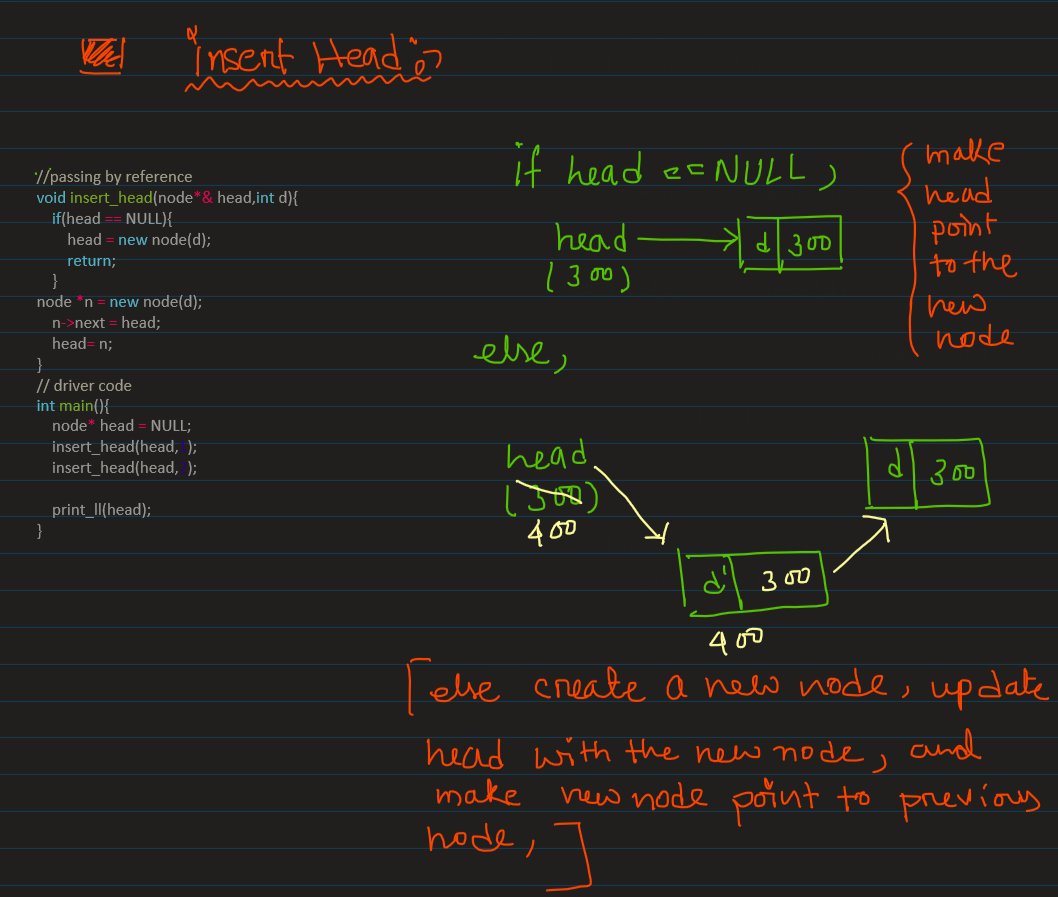 insert Head :-
//passing by reference
void insert_head(node*& head,int d){
if(head == NULL){
head = new node(d);
return;
}
node *n = new node(d);
n->next = head;
head= n;
}
// driver code
int main(){
node* head = NULL;
insert_head(head, );
insert_head(head, );
print_ll(head);
}
if head == NULL,
head
(300)
d 300
{ make
head
point
to the
new
node
else,
head
(300)
400
d 300
d' 300
400
[else create a new node, update
head with the new node, and
make new node point to previous
node, ]